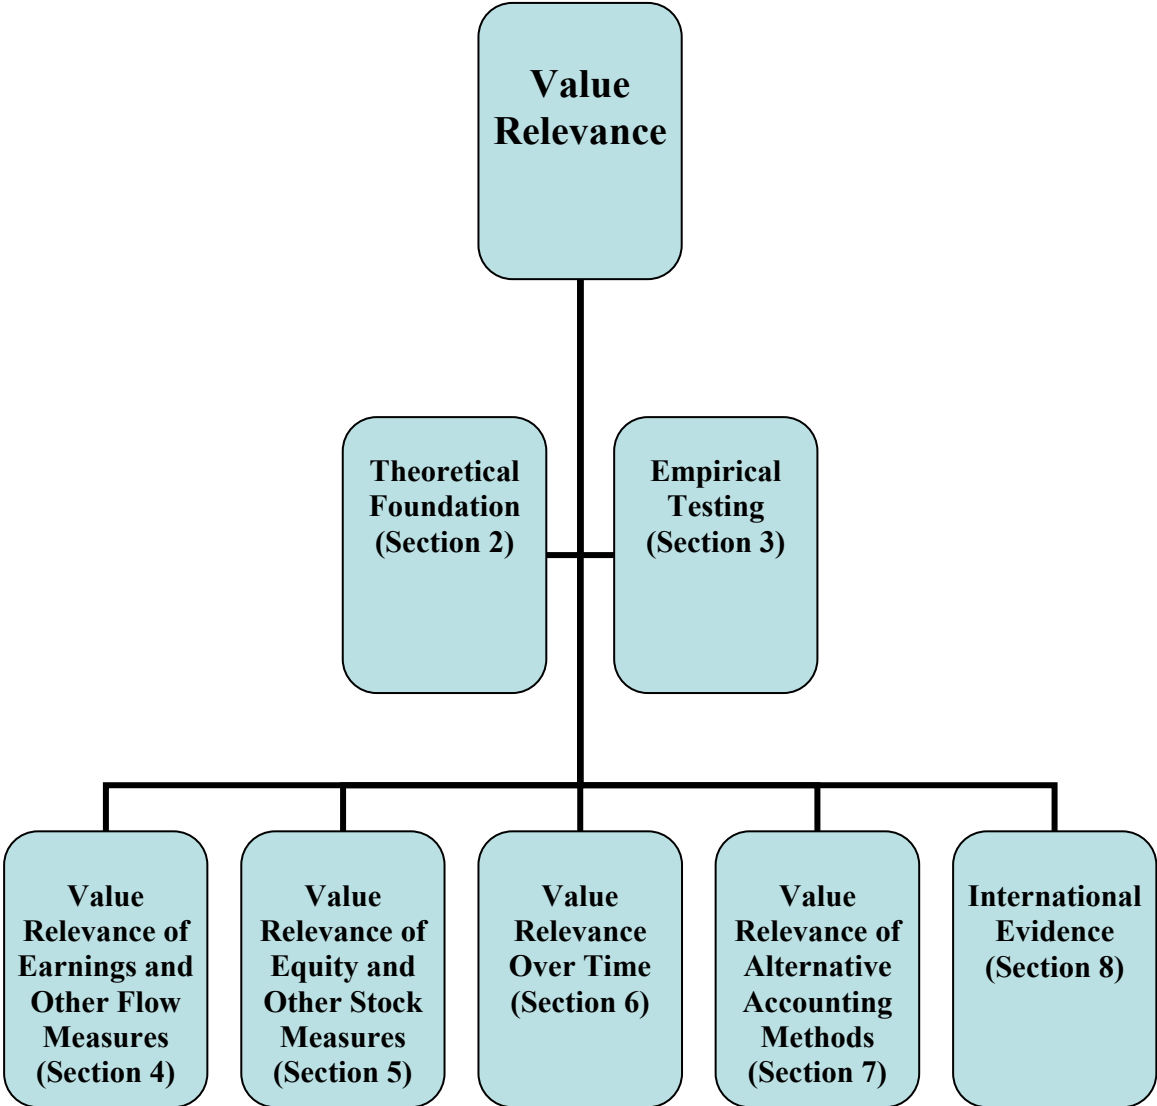 Value
Relevance
Theoretical
Foundation
(Section 2)
Empirical
Testing
(Section 3)
Value
Relevance of
Earnings and
Other Flow
Measures
(Section 4)
Value
Relevance of
Equity and
Other Stock
Measures
(Section 5)
Value
Relevance
Over Time
(Section 6)
Value
Relevance of
Alternative
Accounting
Methods
(Section 7)
International
Evidence
(Section 8)